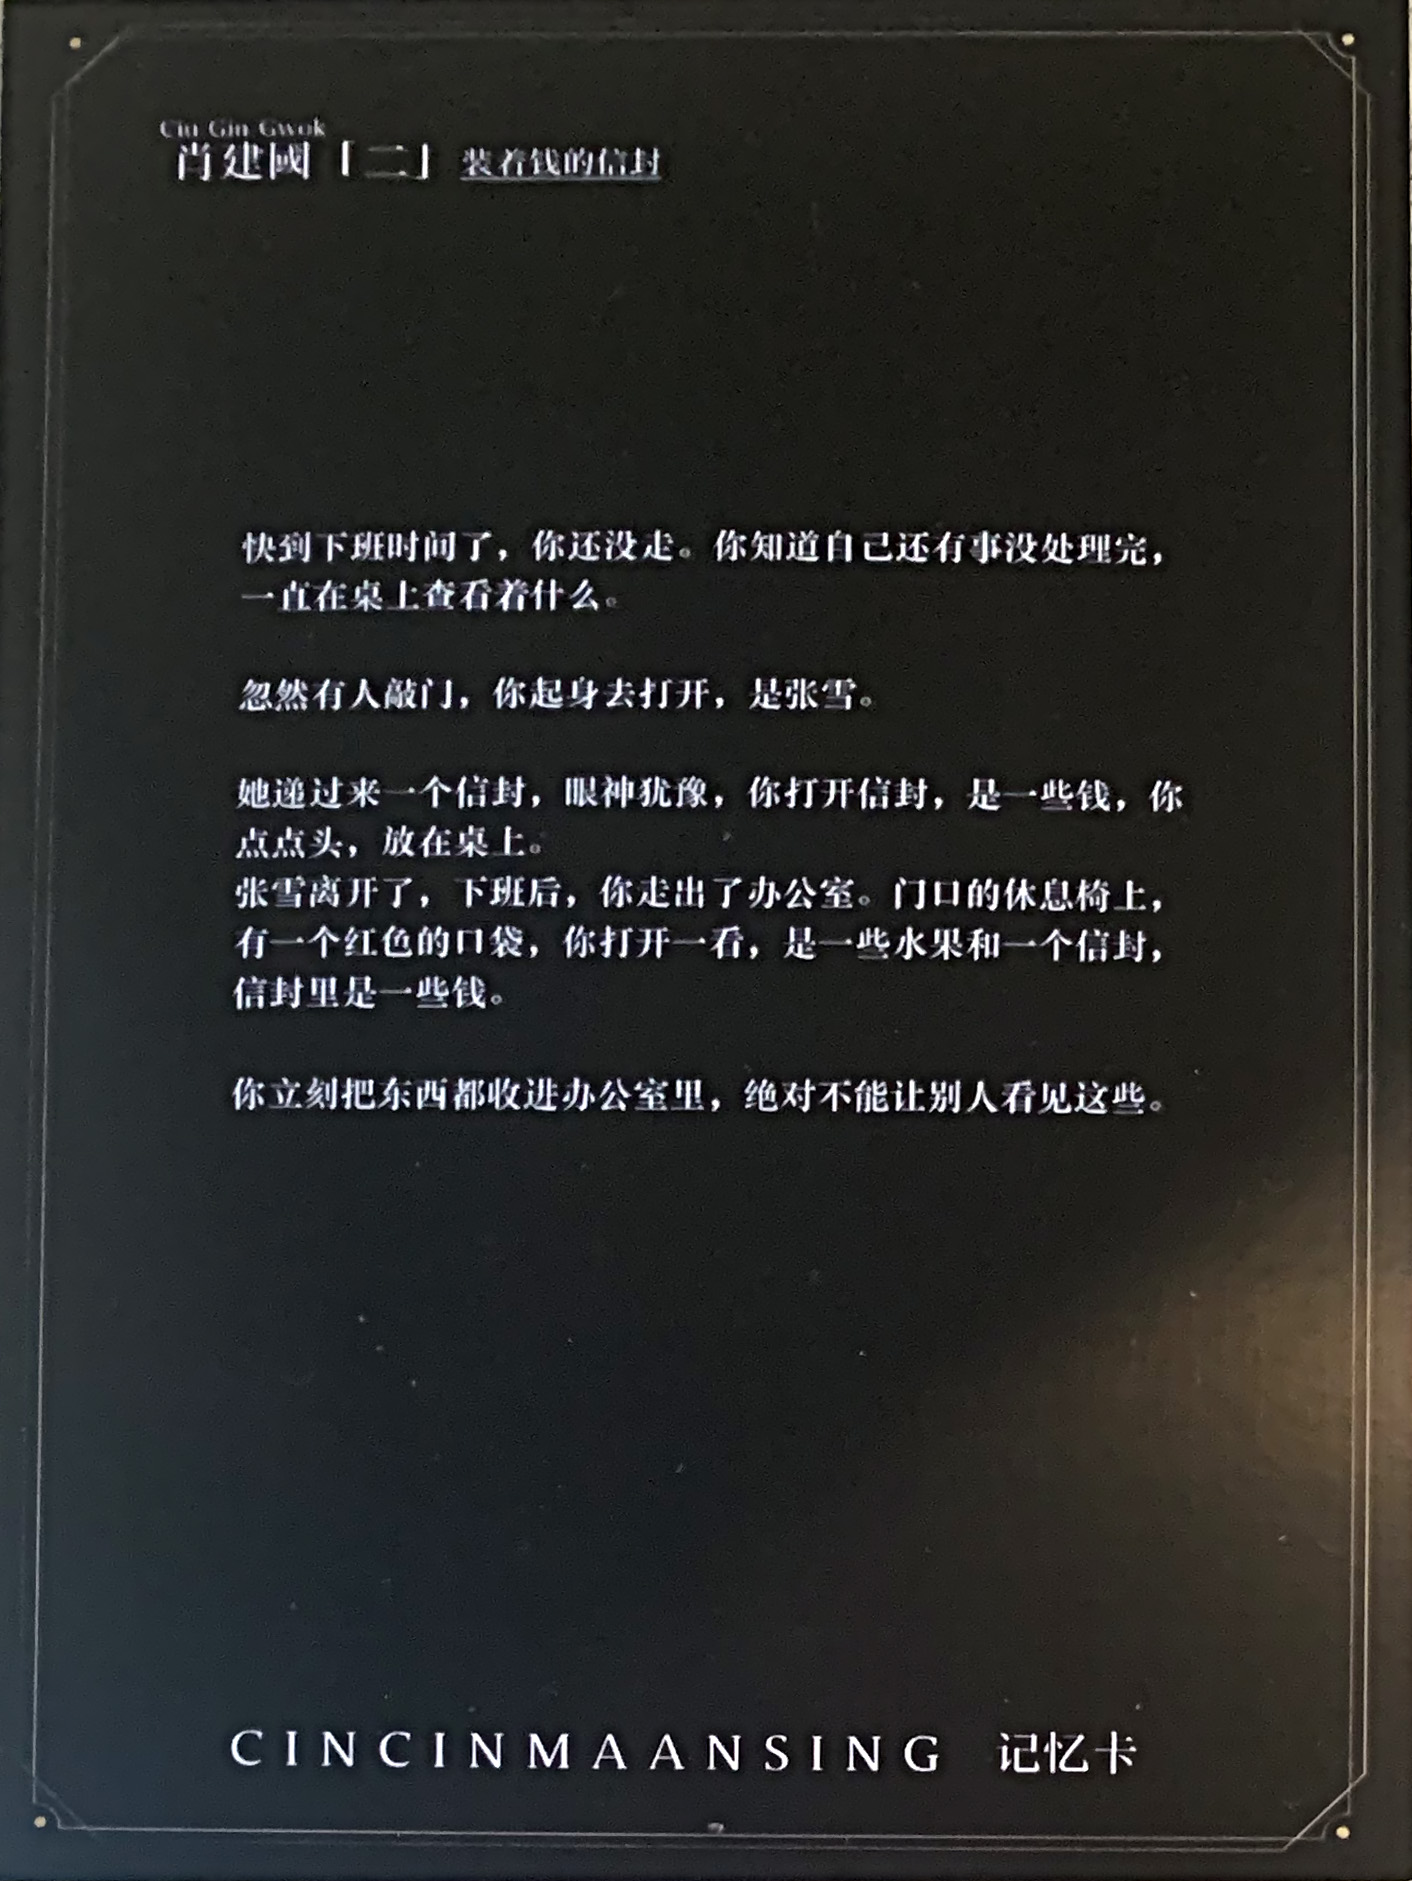 Ciu Gin Gwok
肖建國「二」 装着钱的信封
快到下班时间了，你还没走。你知道自己还有事没处理完，
一直在桌上查看着什么。
忽然有人敲门，你起身去打开，是张雪。
她递过来一个信封，眼神犹豫，你打开信封，是一些钱，你
点点头，放在桌上。
张雪离开了，下班后，你走出了办公室。门口的休息椅上，
有一个红色的口袋，你打开一看，是一些水果和一个信封，
信封里是一些钱。
你立刻把东西都收进办公室里，绝对不能让别人看见这些。
CINCINMAANSING 记忆卡